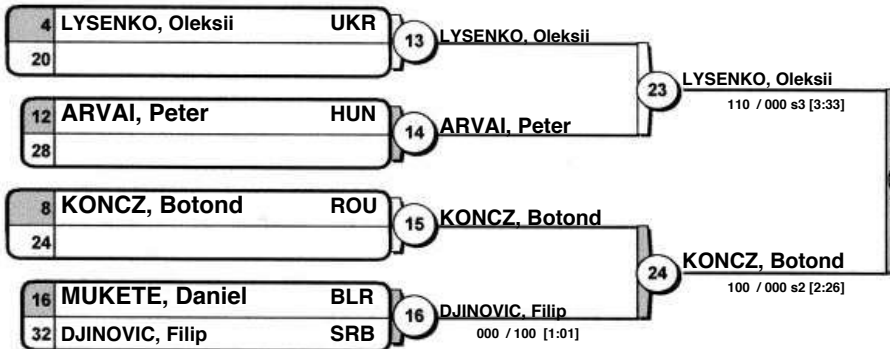 4 LYSENKO, Oleksii UKR
20
13
LYSENKO, Oleksii
12 ARVAI, Peter HUN
28
14
ARVAI, Peter
23
LYSENKO, Oleksii
110 / 000 s3 [3:33]
8 KONCZ, Botond ROU
24
15
KONCZ, Botond
16 MUKETE, Daniel BLR
32 DJINOVIC, Filip SRB
16
DJINOVIC, Filip
000 / 100 [1:01]
24
KONCZ, Botond
100 / 000 s2 [2:26]